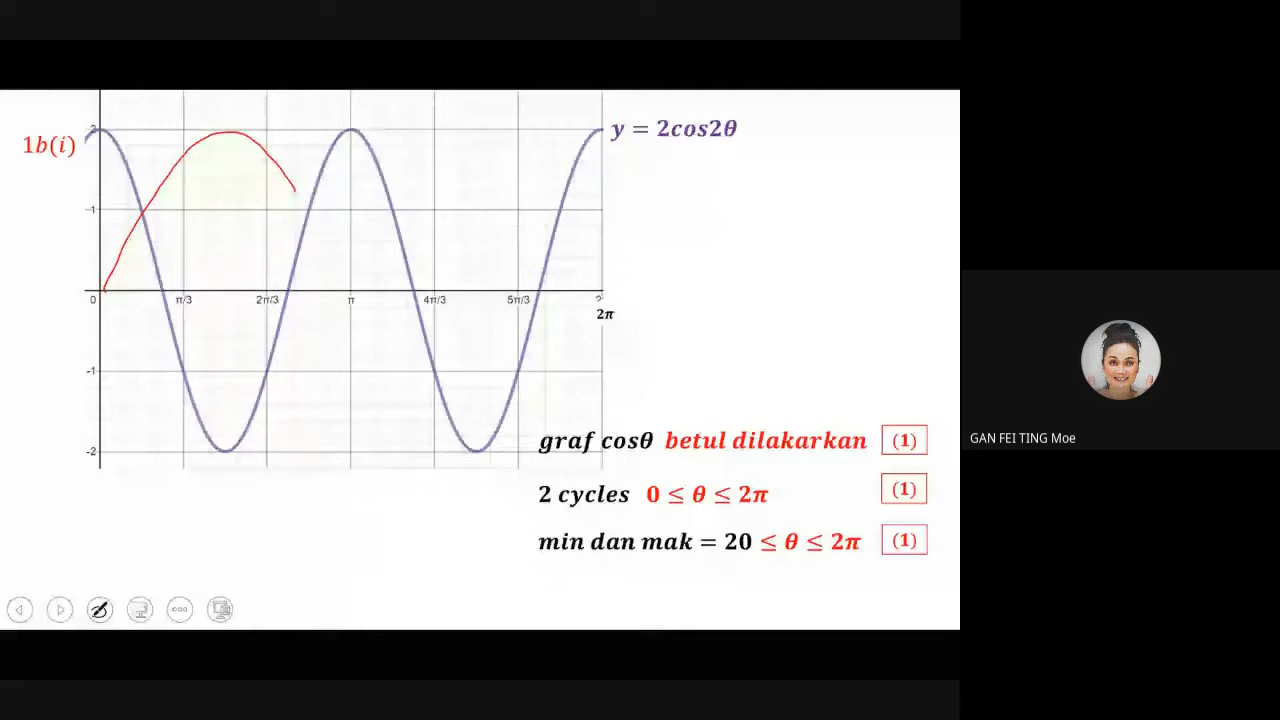 1b(i)
y = 2cos2θ
2
-1
0
π/3
2π/3
π
4π/3
5π/3
2π
-1
-2
graf cosθ betul dilakarkan (1)
2 cycles 0 ≤ θ ≤ 2π (1)
min dan mak = 20 ≤ θ ≤ 2π (1)
GAN FEI TING Moe